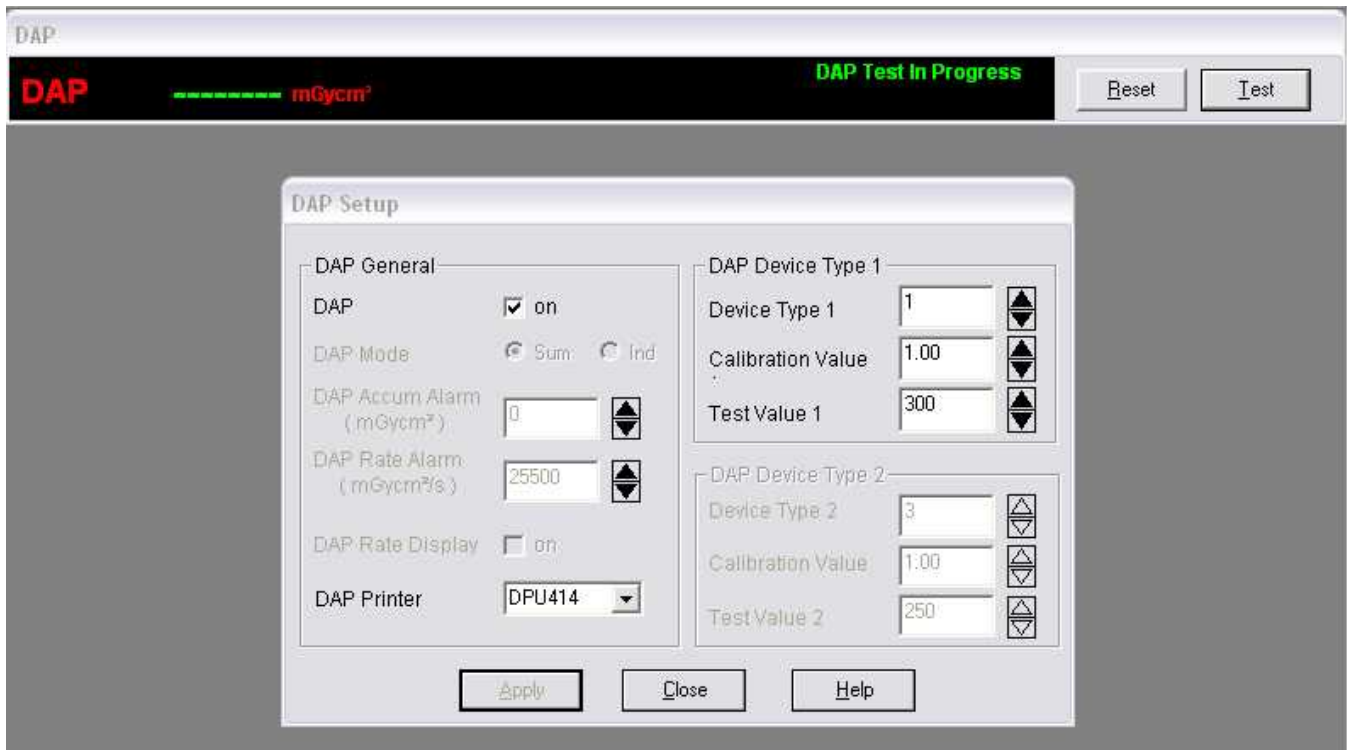 DAP
DAP -------- mGycm² DAP Test In Progress Reset Test
DAP Setup
DAP General
DAP on
DAP Mode Sum Ind
DAP Accum Alarm
( mGycm² ) 0
DAP Rate Alarm
( mGycm²/s ) 25500
DAP Rate Display on
DAP Printer DPU414
DAP Device Type 1
Device Type 1 1
Calibration Value 1.00
Test Value 1 300
DAP Device Type 2
Device Type 2 3
Calibration Value 1.00
Test Value 2 250
Apply Close Help